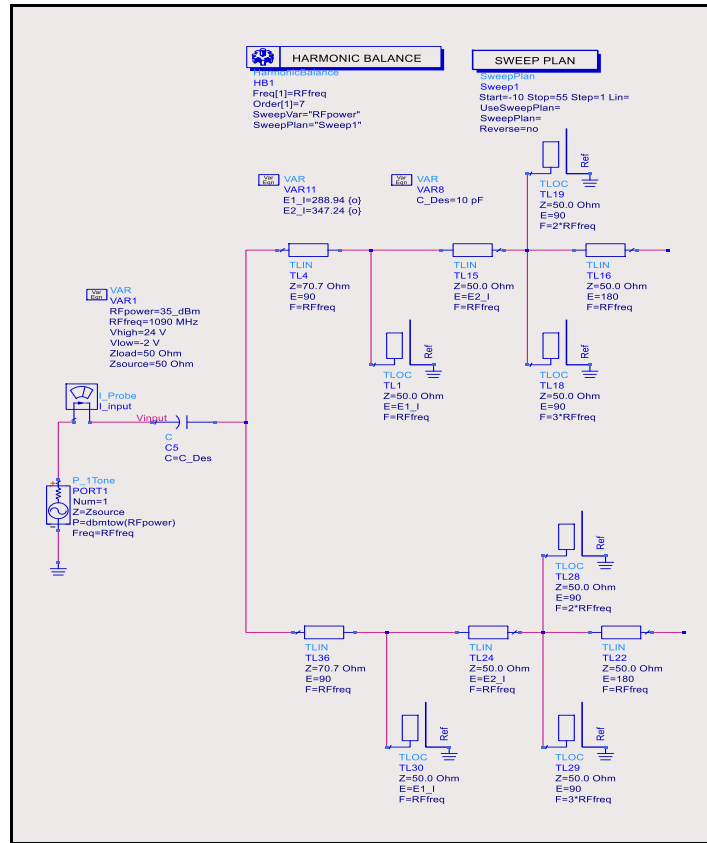 HARMONIC BALANCE
HarmonicBalance
HB1
Freq[1]=RFfreq
Order[1]=7
SweepVar="RFpower"
SweepPlan="Sweep1"
SWEEP PLAN
SweepPlan
Sweep1
Start=-10 Stop=55 Step=1 Lin=
UseSweepPlan=
SweepPlan=
Reverse=no
Ref
TLOC
TL19
Z=50.0 Ohm
E=90
F=2*RFfreq
Var
Eqn
VAR
VAR11
E1_I=288.94 {o}
E2_I=347.24 {o}
Var
Eqn
VAR
VAR8
C_Des=10 pF
TLIN
TL4
Z=70.7 Ohm
E=90
F=RFfreq
TLIN
TL15
Z=50.0 Ohm
E=E2_I
F=RFfreq
TLIN
TL16
Z=50.0 Ohm
E=180
F=RFfreq
Var
Eqn
VAR
VAR1
RFpower=35_dBm
RFfreq=1090 MHz
Vhigh=24 V
Vlow=-2 V
Zload=50 Ohm
Zsource=50 Ohm
Ref
TLOC
TL1
Z=50.0 Ohm
E=E1_I
F=RFfreq
Ref
TLOC
TL18
Z=50.0 Ohm
E=90
F=3*RFfreq
I_Probe
I_input
Vinput
C
C5
C=C_Des
P_1Tone
PORT1
Num=1
Z=Zsource
P=dbmtow(RFpower)
Freq=RFfreq
Ref
TLOC
TL28
Z=50.0 Ohm
E=90
F=2*RFfreq
TLIN
TL36
Z=70.7 Ohm
E=90
F=RFfreq
TLIN
TL24
Z=50.0 Ohm
E=E2_I
F=RFfreq
TLIN
TL22
Z=50.0 Ohm
E=180
F=RFfreq
Ref
TLOC
TL30
Z=50.0 Ohm
E=E1_I
F=RFfreq
Ref
TLOC
TL29
Z=50.0 Ohm
E=90
F=3*RFfreq